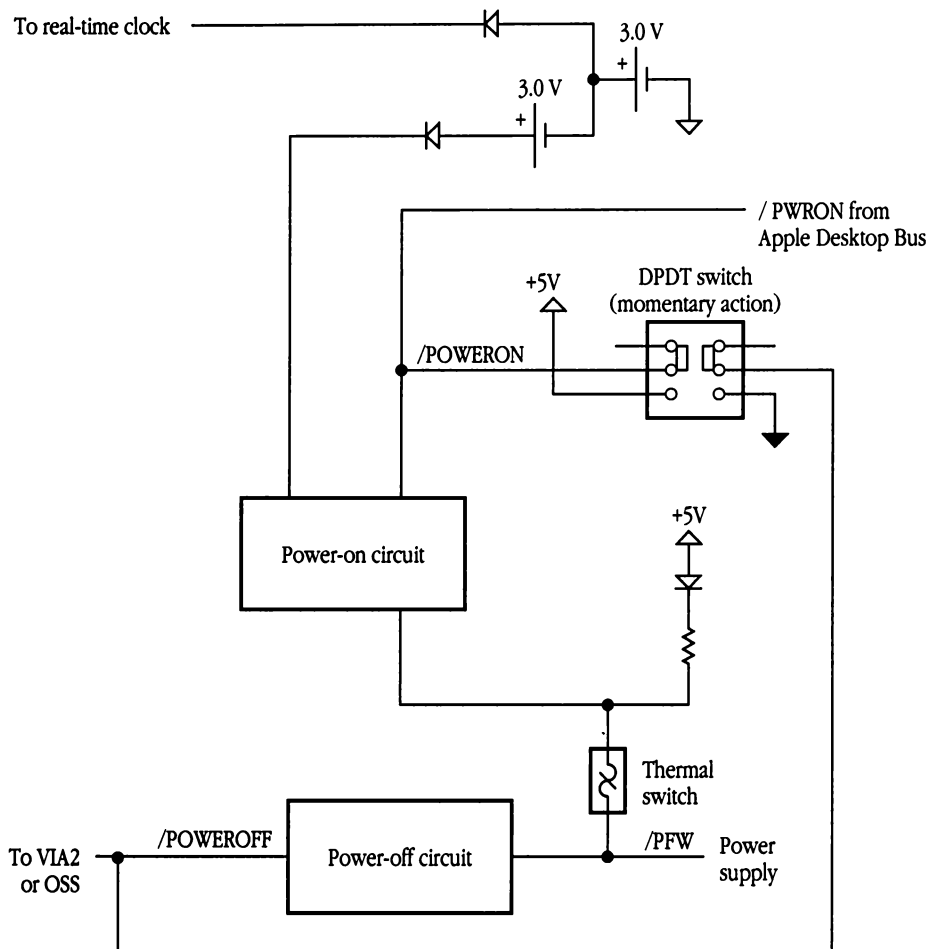 To real-time clock
3.0 V
+
3.0 V
+
/ PWRON from
Apple Desktop Bus
DPDT switch
(momentary action)
+5V
/POWERON
+5V
Power-on circuit
Thermal
switch
/POWEROFF
/PFW
To VIA2
or OSS
Power-off circuit
Power
supply